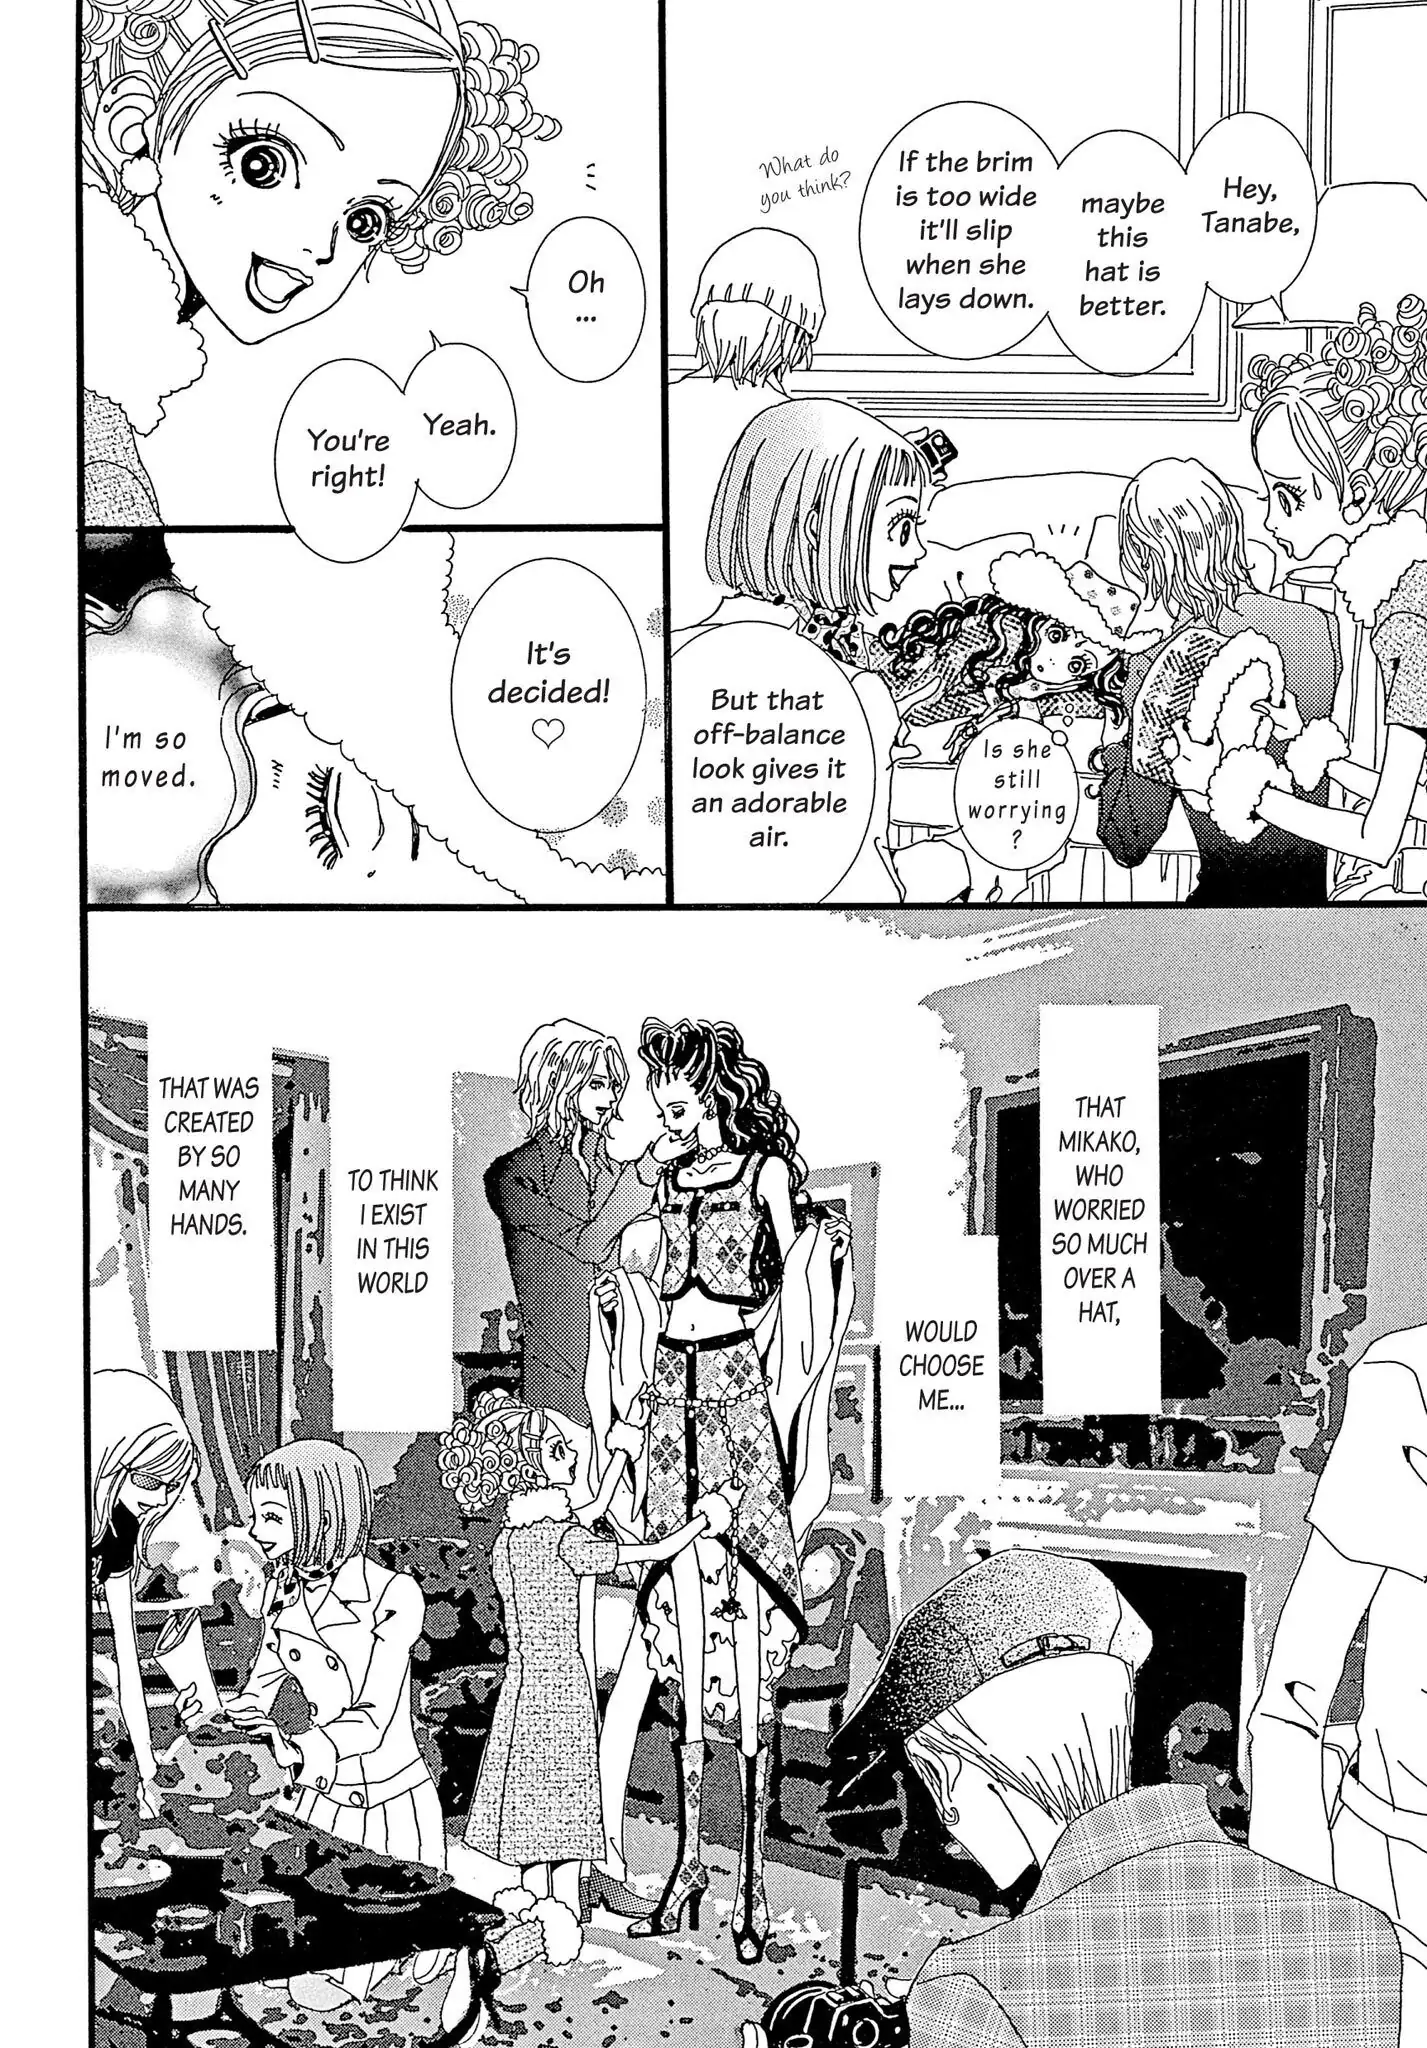 Hey,
Tanabe,
maybe
this
hat is
better.
If the brim
is too wide
it'll slip
when she
lays down.
What do
you think?
But that
off-balance
look gives it
an adorable
air.
Is she
still
worrying
?
Oh
...
Yeah.
You're
right!
It's
decided!
♡
I'm so
moved.
THAT
MIKAKO,
WHO
WORRIED
SO MUCH
OVER A
HAT,
WOULD
CHOOSE
ME...
TO THINK
I EXIST
IN THIS
WORLD
THAT WAS
CREATED
BY SO
MANY
HANDS.